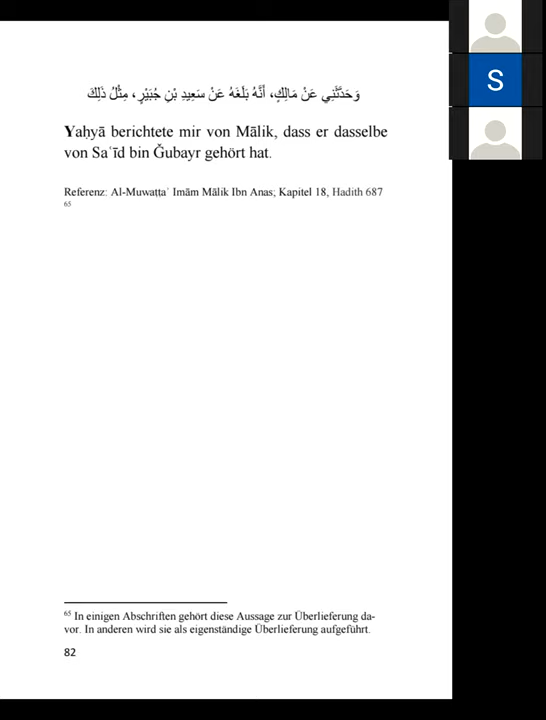 وَحَدَّثَنِي عَنْ مَالِكٍ، أَنَّهُ بَلَغَهُ عَنْ سَعِيدِ بْنِ جُبَيْرٍ، مِثْلُ ذَلِكَ
Yaḥyā berichtete mir von Mālik, dass er dasselbe
von Saʿīd bin Ǧubayr gehört hat.
Referenz: Al-Muwaṭṭaʾ Imām Mālik Ibn Anas; Kapitel 18, Hadith 687
65
65 In einigen Abschriften gehört diese Aussage zur Überlieferung da-
vor. In anderen wird sie als eigenständige Überlieferung aufgeführt.
82
S